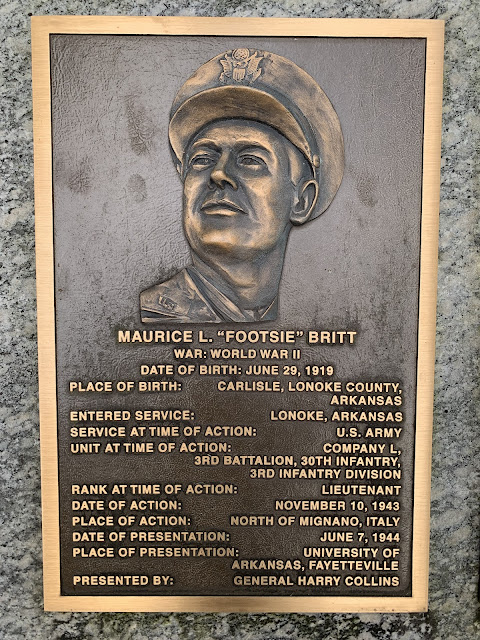 MAURICE L. "FOOTSIE" BRITT
WAR: WORLD WAR II
DATE OF BIRTH: JUNE 29, 1919
PLACE OF BIRTH: CARLISLE, LONOKE COUNTY,
ARKANSAS
ENTERED SERVICE: LONOKE, ARKANSAS
SERVICE AT TIME OF ACTION: U.S. ARMY
UNIT AT TIME OF ACTION: COMPANY L,
3RD BATTALION, 30TH INFANTRY,
3RD INFANTRY DIVISION
RANK AT TIME OF ACTION: LIEUTENANT
DATE OF ACTION: NOVEMBER 10, 1943
PLACE OF ACTION: NORTH OF MIGNANO, ITALY
DATE OF PRESENTATION: JUNE 7, 1944
PLACE OF PRESENTATION: UNIVERSITY OF
ARKANSAS, FAYETTEVILLE
PRESENTED BY: GENERAL HARRY COLLINS